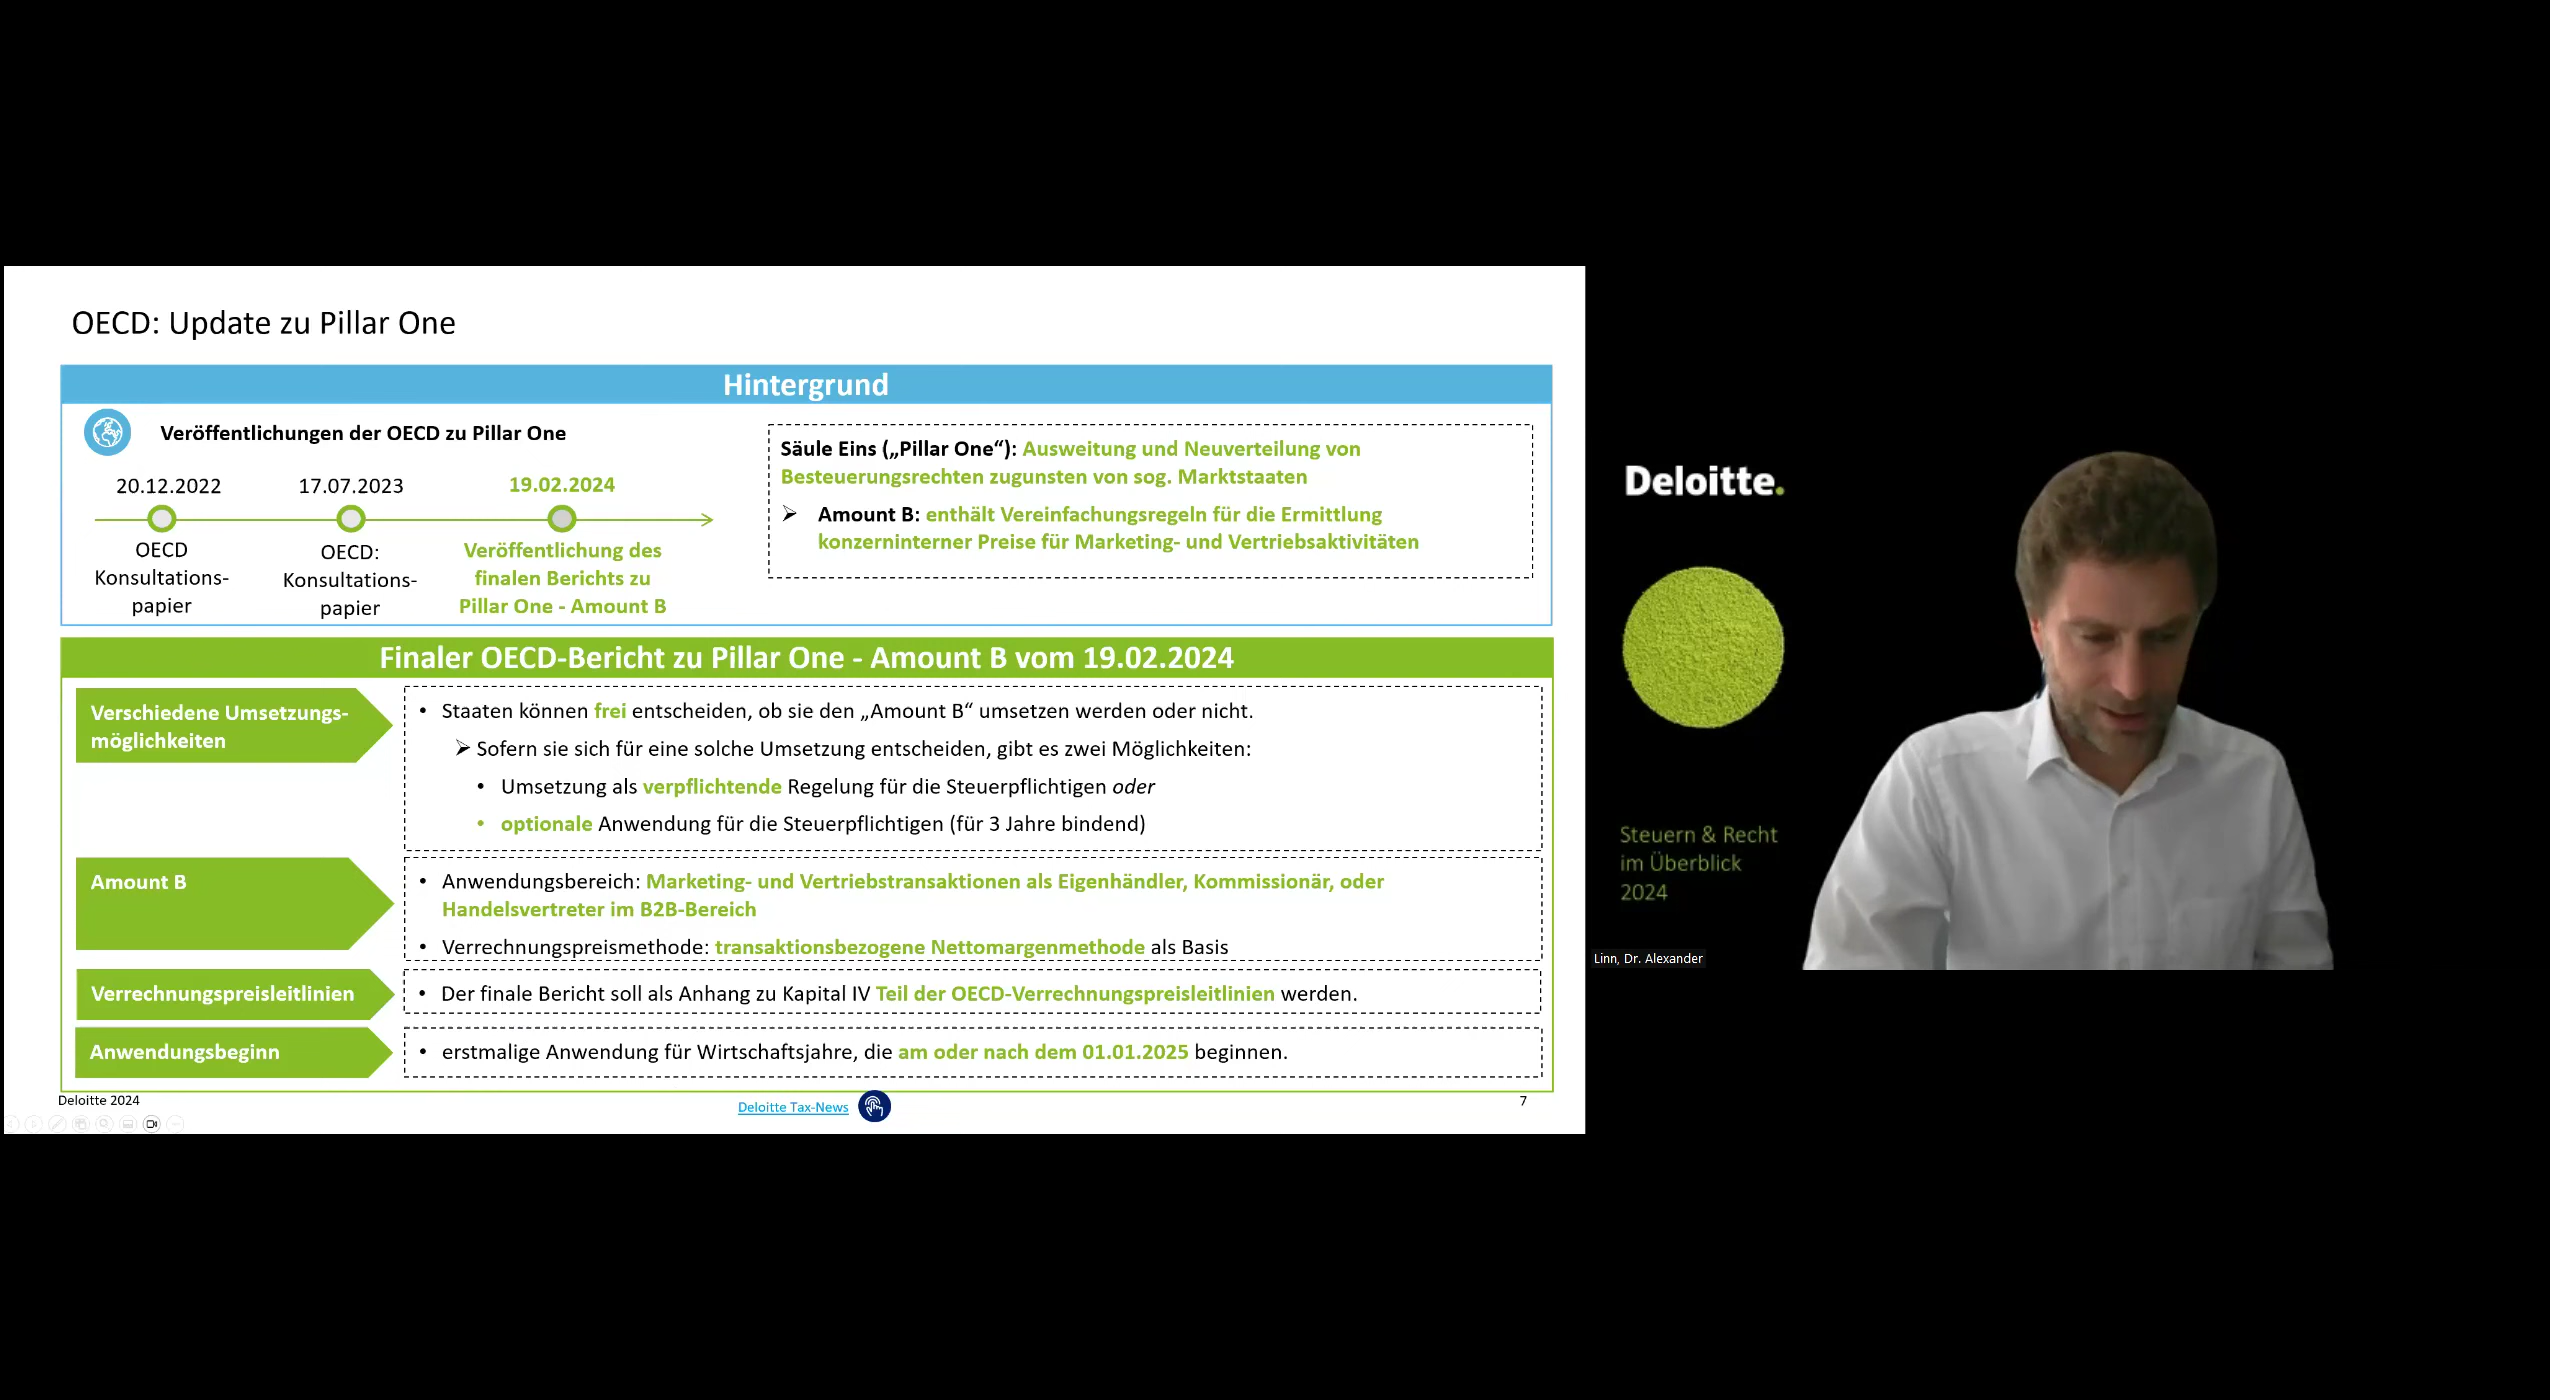 OECD: Update zu Pillar One
Hintergrund
Veröffentlichungen der OECD zu Pillar One
20.12.2022
OECD
Konsultations-
papier
17.07.2023
OECD:
Konsultations-
papier
19.02.2024
Veröffentlichung des
finalen Berichts zu
Pillar One - Amount B
Säule Eins („Pillar One“): Ausweitung und Neuverteilung von
Besteuerungsrechten zugunsten von sog. Marktstaaten
➢ Amount B: enthält Vereinfachungsregeln für die Ermittlung
konzerninterner Preise für Marketing- und Vertriebsaktivitäten
Finaler OECD-Bericht zu Pillar One - Amount B vom 19.02.2024
Verschiedene Umsetzungs-
möglichkeiten
• Staaten können frei entscheiden, ob sie den „Amount B“ umsetzen werden oder nicht.
➢ Sofern sie sich für eine solche Umsetzung entscheiden, gibt es zwei Möglichkeiten:
• Umsetzung als verpflichtende Regelung für die Steuerpflichtigen oder
• optionale Anwendung für die Steuerpflichtigen (für 3 Jahre bindend)
Amount B
• Anwendungsbereich: Marketing- und Vertriebstransaktionen als Eigenhändler, Kommissionär, oder
Handelsvertreter im B2B-Bereich
• Verrechnungspreismethode: transaktionsbezogene Nettomargenmethode als Basis
Verrechnungspreisleitlinien
• Der finale Bericht soll als Anhang zu Kapital IV Teil der OECD-Verrechnungspreisleitlinien werden.
Anwendungsbeginn
• erstmalige Anwendung für Wirtschaftsjahre, die am oder nach dem 01.01.2025 beginnen.
Deloitte 2024
Deloitte Tax-News
7
Deloitte.
Steuern & Recht
im Überblick
2024
Linn, Dr. Alexander